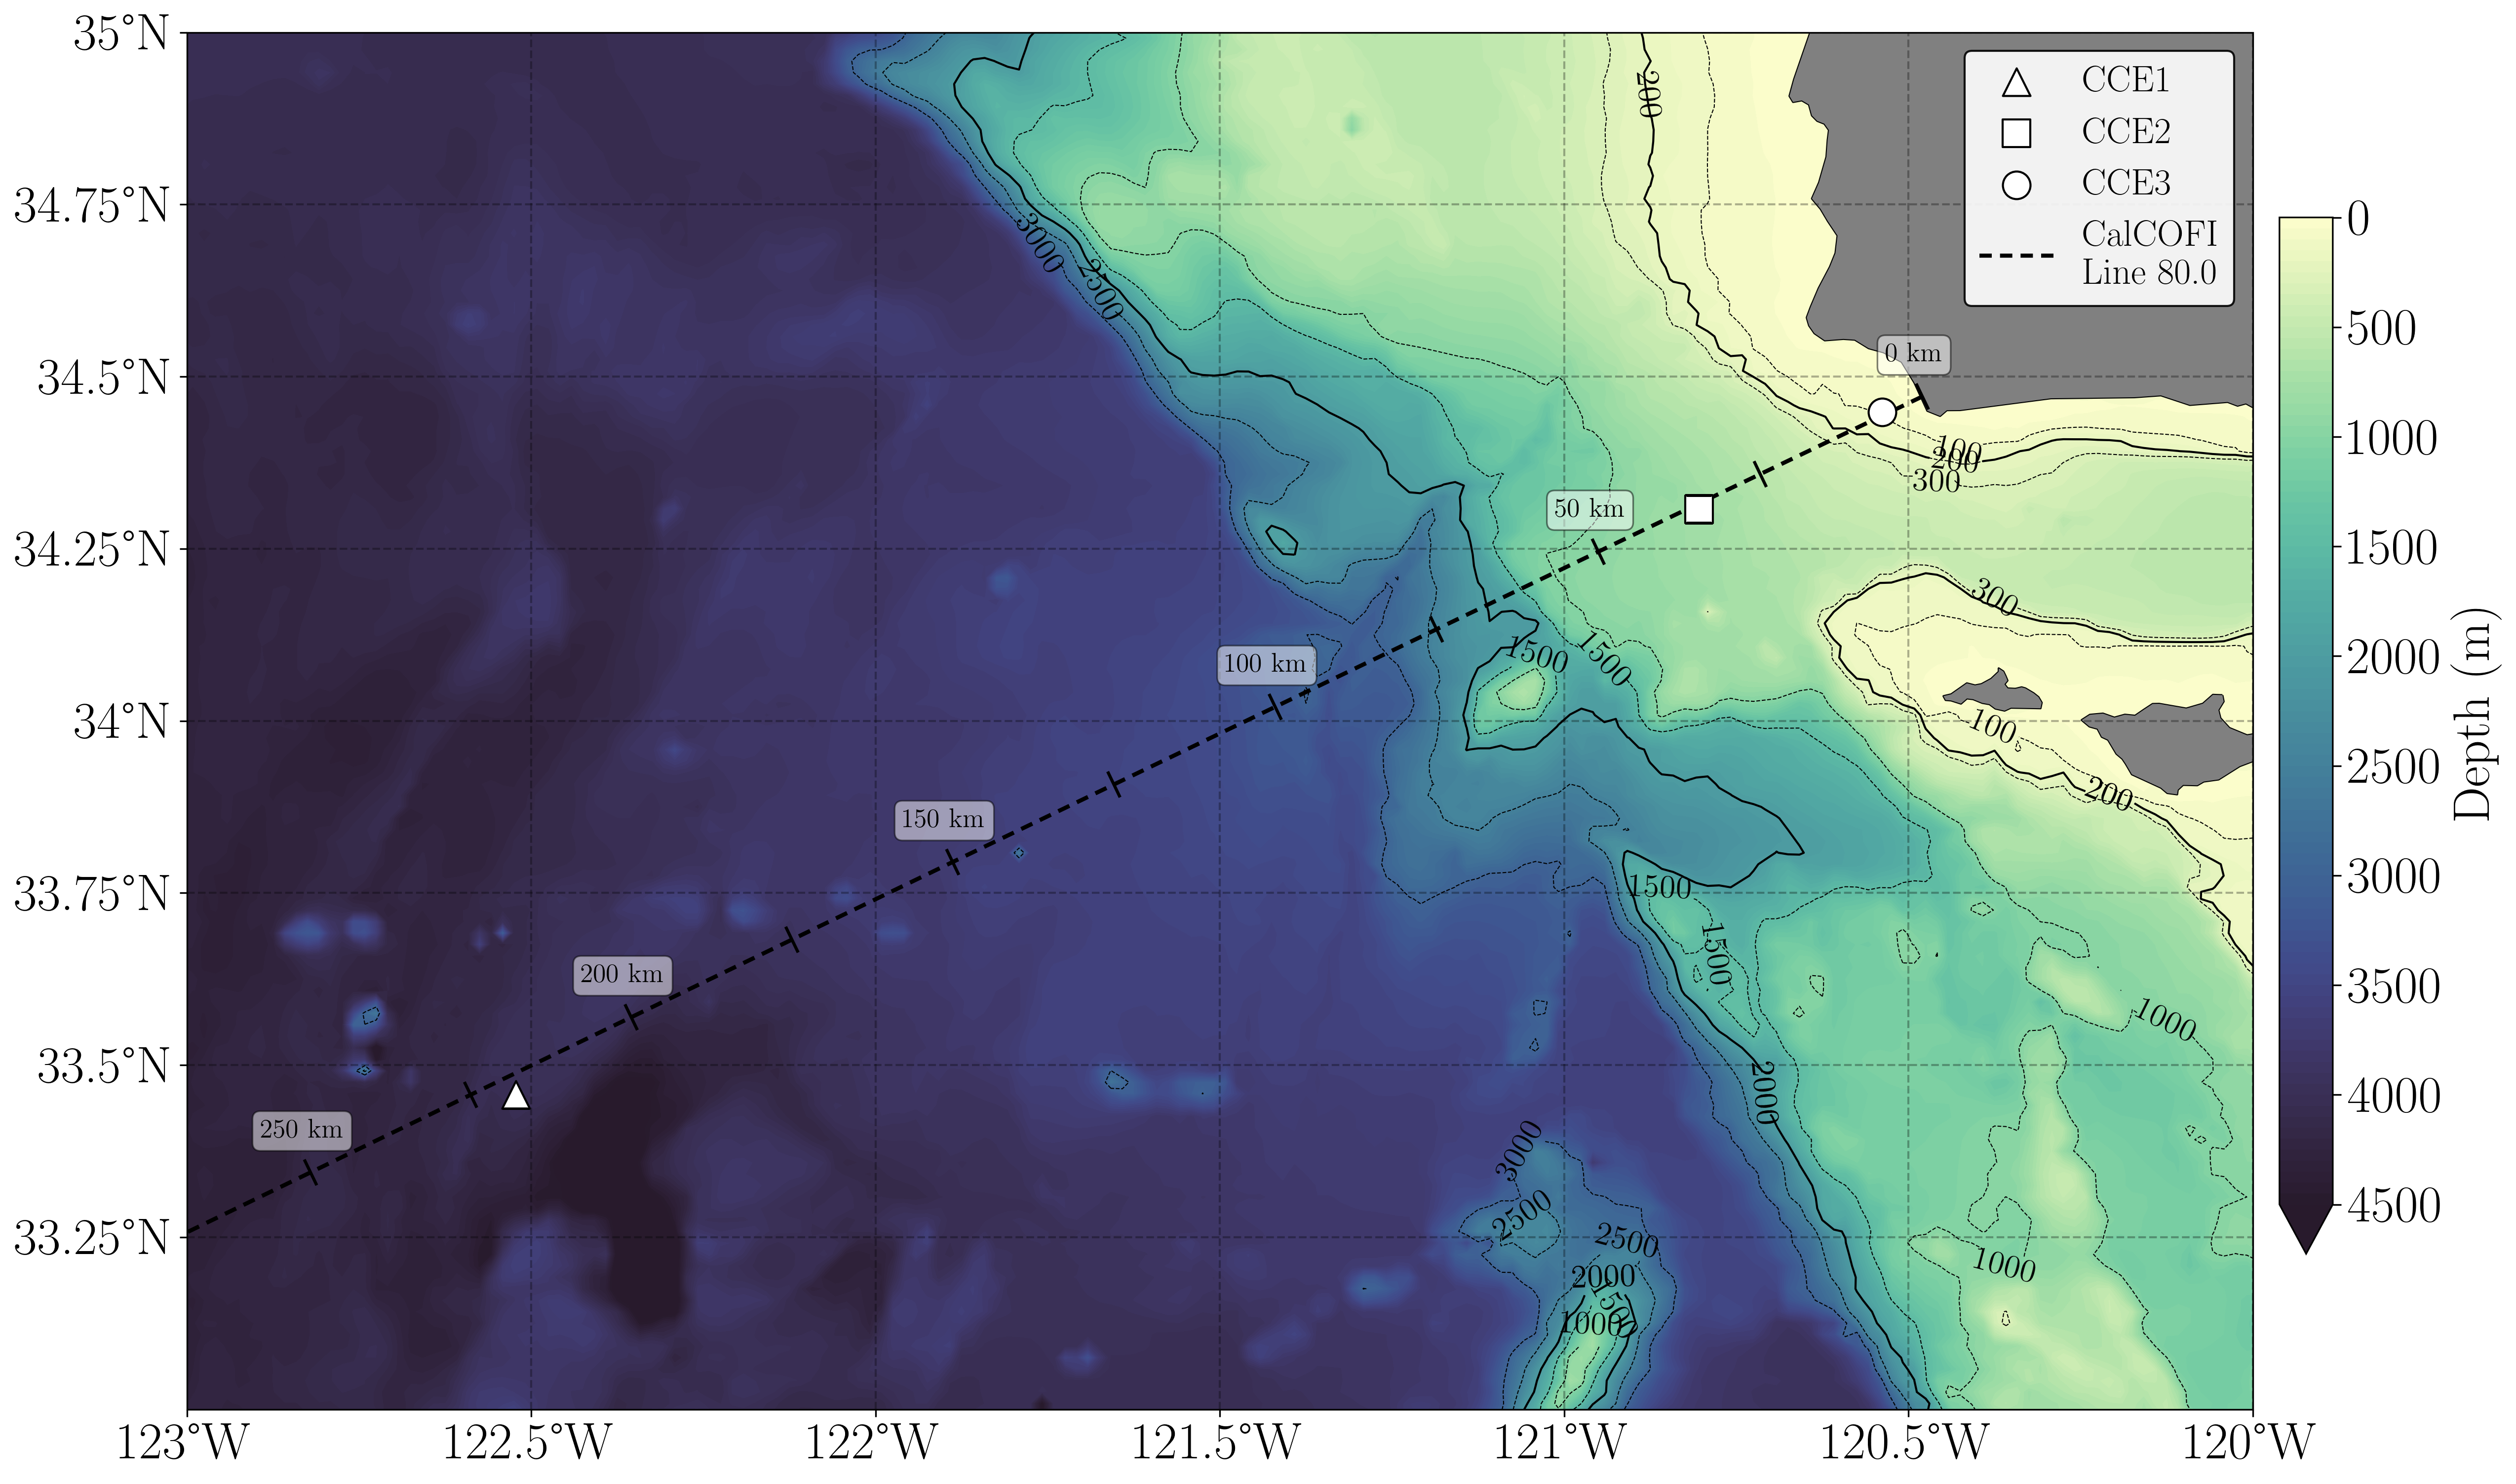 35°N
34.75°N
34.5°N
34.25°N
34°N
33.75°N
33.5°N
33.25°N
123°W
122.5°W
122°W
121.5°W
121°W
120.5°W
120°W
CCE1
CCE2
CCE3
CalCOFI
Line 80.0
0
500
1000
1500
2000
2500
3000
3500
4000
4500
Depth (m)
0 km
50 km
100 km
150 km
200 km
250 km
200
3000
2500
100
200
300
300
1500
1500
100
200
1500
1500
1000
2000
3000
2500
2500
2000
1500
1000
1000